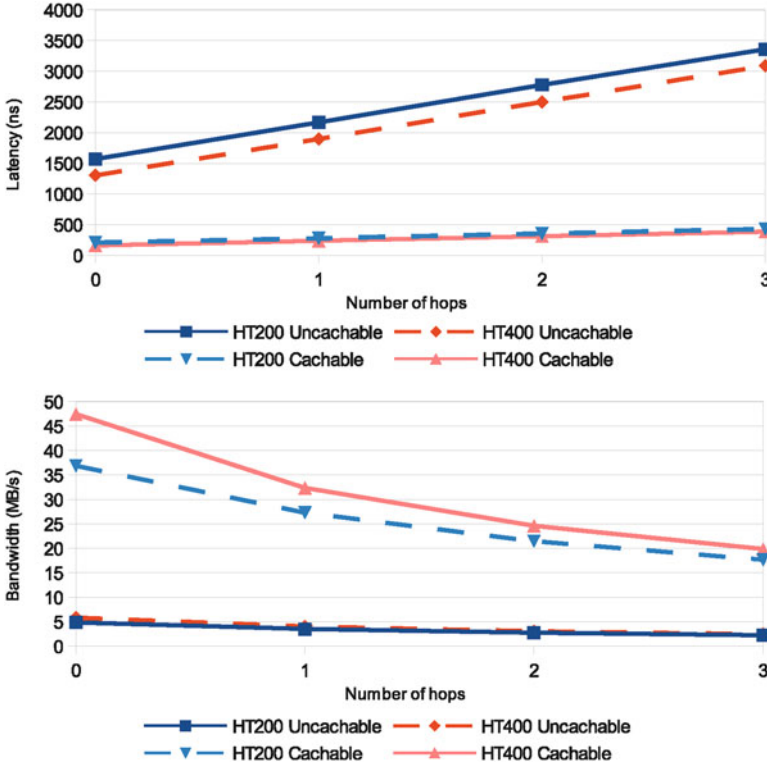 4000
3500
3000
2500
2000
1500
1000
500
0
Latency (ns)
0 1 2 3
Number of hops
HT200 Uncachable HT400 Uncachable
HT200 Cachable HT400 Cachable
50
45
40
35
30
25
20
15
10
5
0
Bandwidth (MB/s)
0 1 2 3
Number of hops
HT200 Uncachable HT400 Uncachable
HT200 Cachable HT400 Cachable